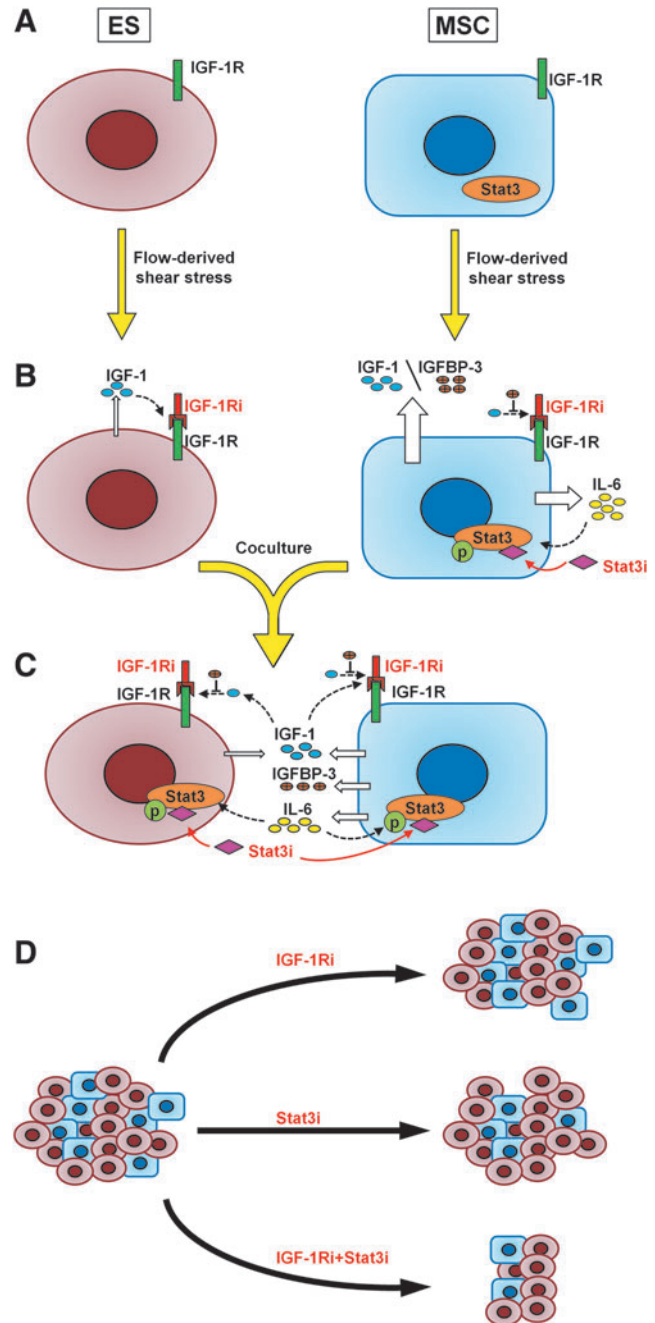 A
ES
MSC
IGF-1R
IGF-1R
Stat3
Flow-derived
shear stress
Flow-derived
shear stress
B
IGF-1
IGF-1Ri
IGF-1R
IGF-1 \ IGFBP-3
IGF-1Ri
IGF-1R
IL-6
Stat3
p
Stat3i
Coculture
C
IGF-1Ri
IGF-1R
IGF-1Ri
IGF-1R
IGF-1
IGFBP-3
IL-6
Stat3
p
Stat3
p
Stat3i
D
IGF-1Ri
Stat3i
IGF-1Ri+Stat3i